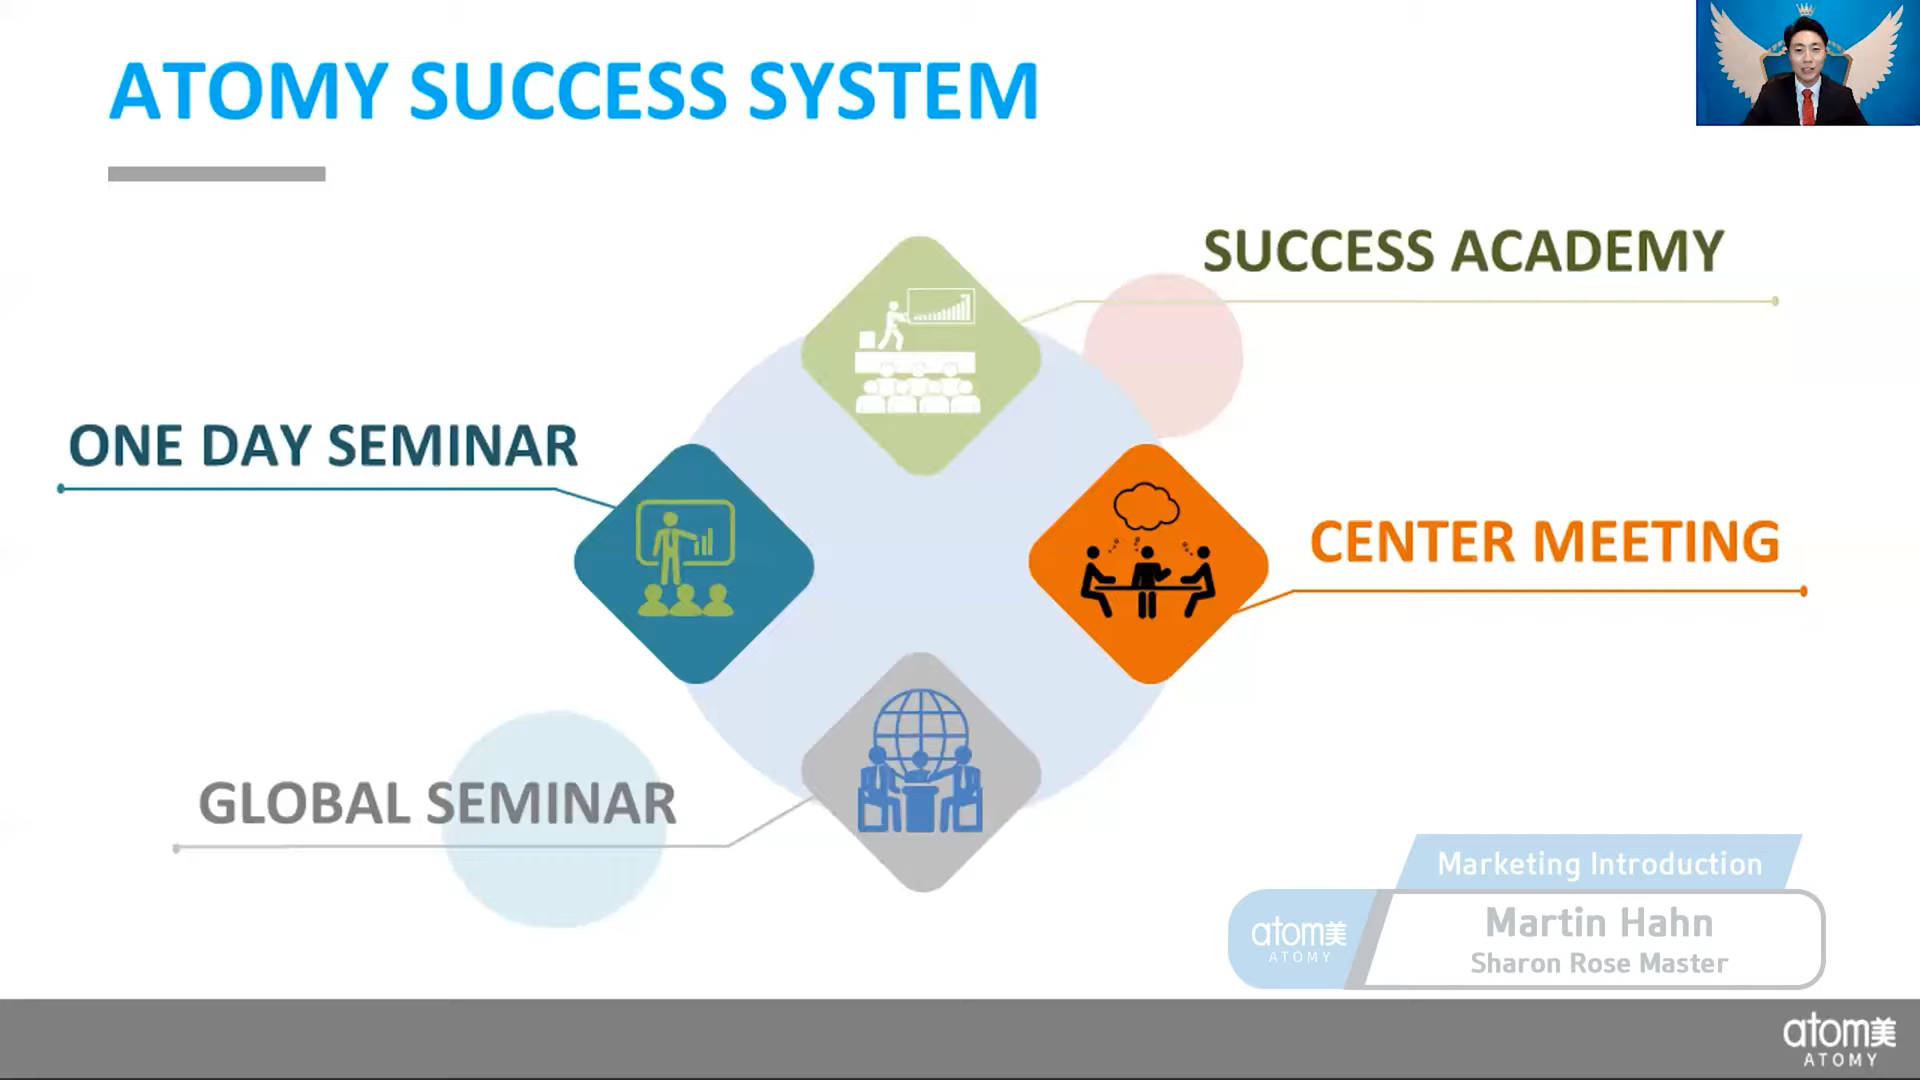 ATOMY SUCCESS SYSTEM
SUCCESS ACADEMY
ONE DAY SEMINAR
CENTER MEETING
GLOBAL SEMINAR
Marketing Introduction
atom美
ATOMY
Martin Hahn
Sharon Rose Master
atom美
ATOMY